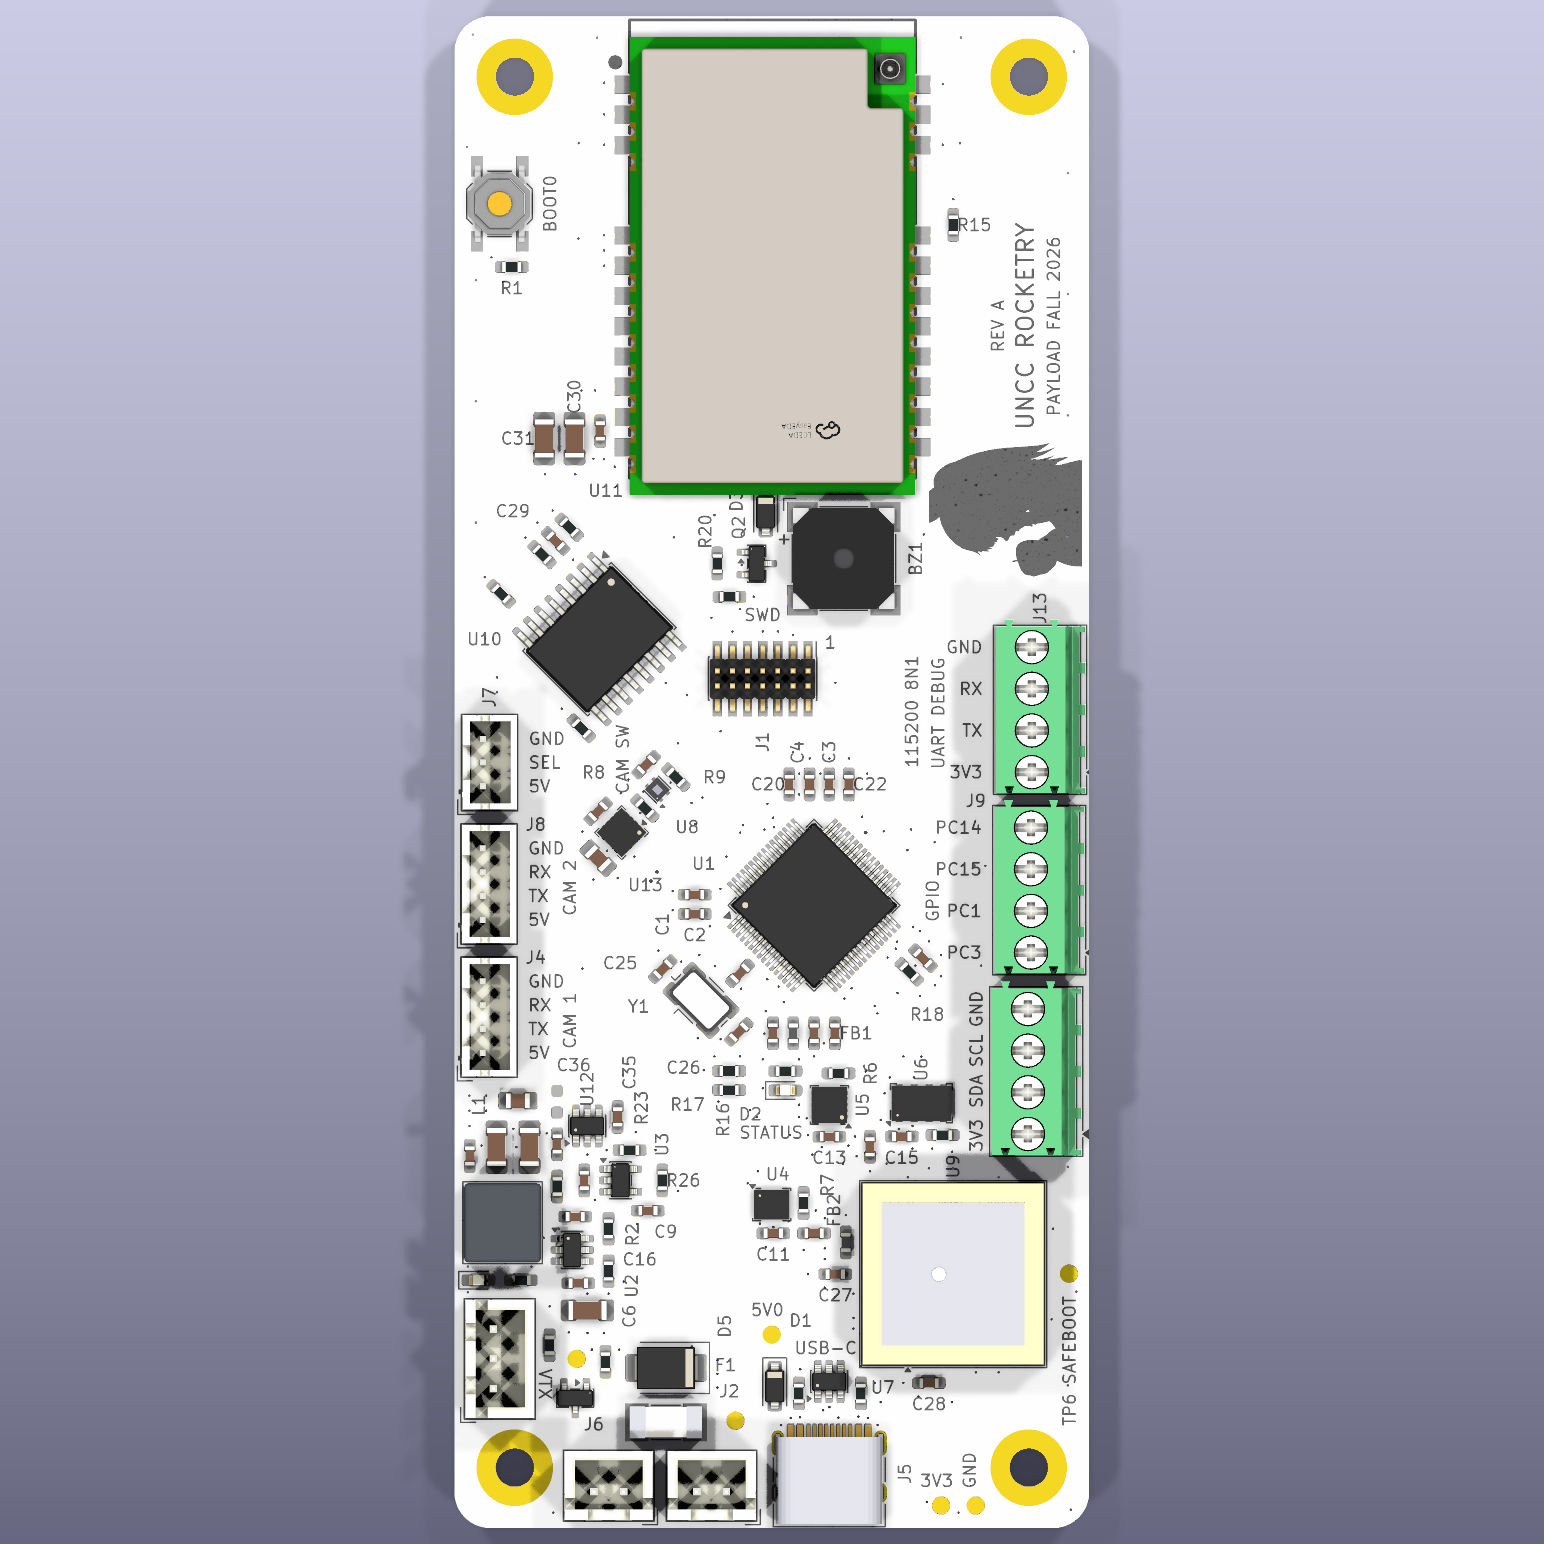 BOOT0
R1
R15
REV A
UNCC ROCKETRY
PAYLOAD FALL 2026
C30
C31
U11
C29
U10
R20
Q2
BZ1
SWD
1
J1
J13
GND
RX
TX
3V3
115200 8N1
UART DEBUG
J7
GND
SEL
5V
CAM SW
R8
R9
U8
U13
C20
C4
C3
C22
J9
PC14
PC15
PC1
PC3
GPIO
J8
GND
RX
TX
5V
CAM 2
U1
C1
C2
C25
Y1
R18
FB1
J4
GND
RX
TX
5V
CAM 1
GND
SCL
SDA
3V3
C36
U12
C35
R23
L1
C26
R17
R16
D2
STATUS
R6
U5
U6
C13
C15
U9
U3
R26
C9
R2
C16
U2
C6
U4
R7
FB2
C11
C27
5V0
D1
USB-C
U7
C28
TP6 SAFEBOOT
D5
F1
J2
VTX
J6
J5
3V3
GND